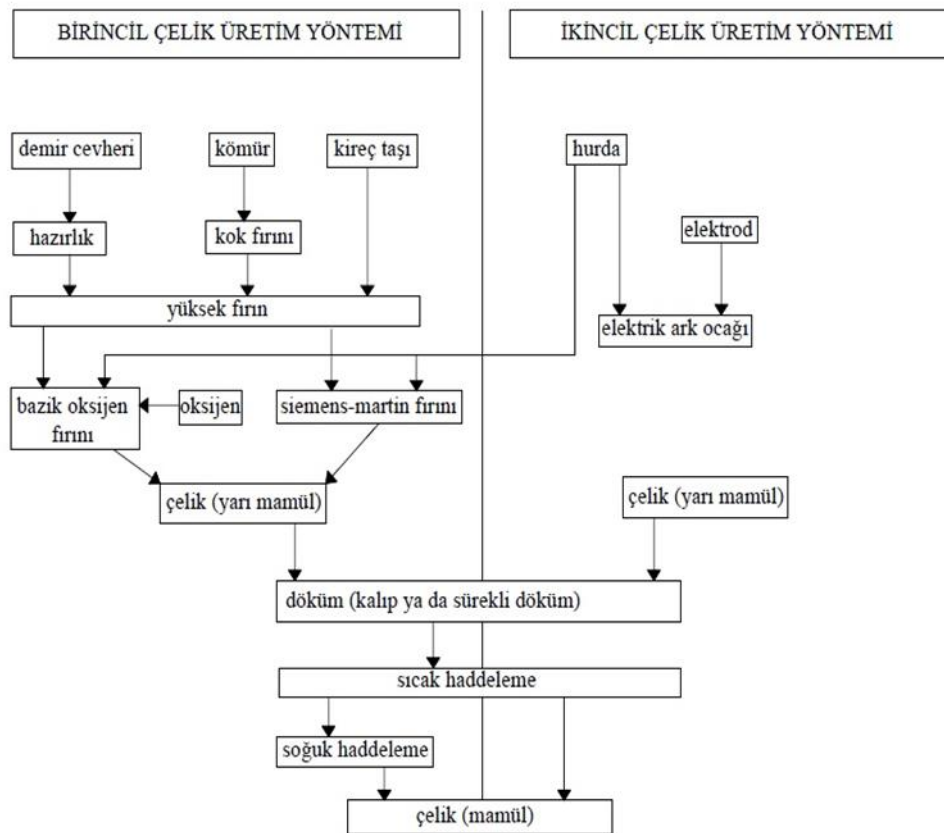 BİRİNCİL ÇELİK ÜRETİM YÖNTEMİ
İKİNCİL ÇELİK ÜRETİM YÖNTEMİ
demir cevheri
kömür
kireç taşı
hurda
hazırlık
kok fırını
elektrod
yüksek fırın
elektrik ark ocağı
bazik oksijen
fırını
oksijen
siemens-martin fırını
çelik (yarı mamül)
çelik (yarı mamül)
döküm (kalıp ya da sürekli döküm)
sıcak haddeleme
soğuk haddeleme
çelik (mamül)